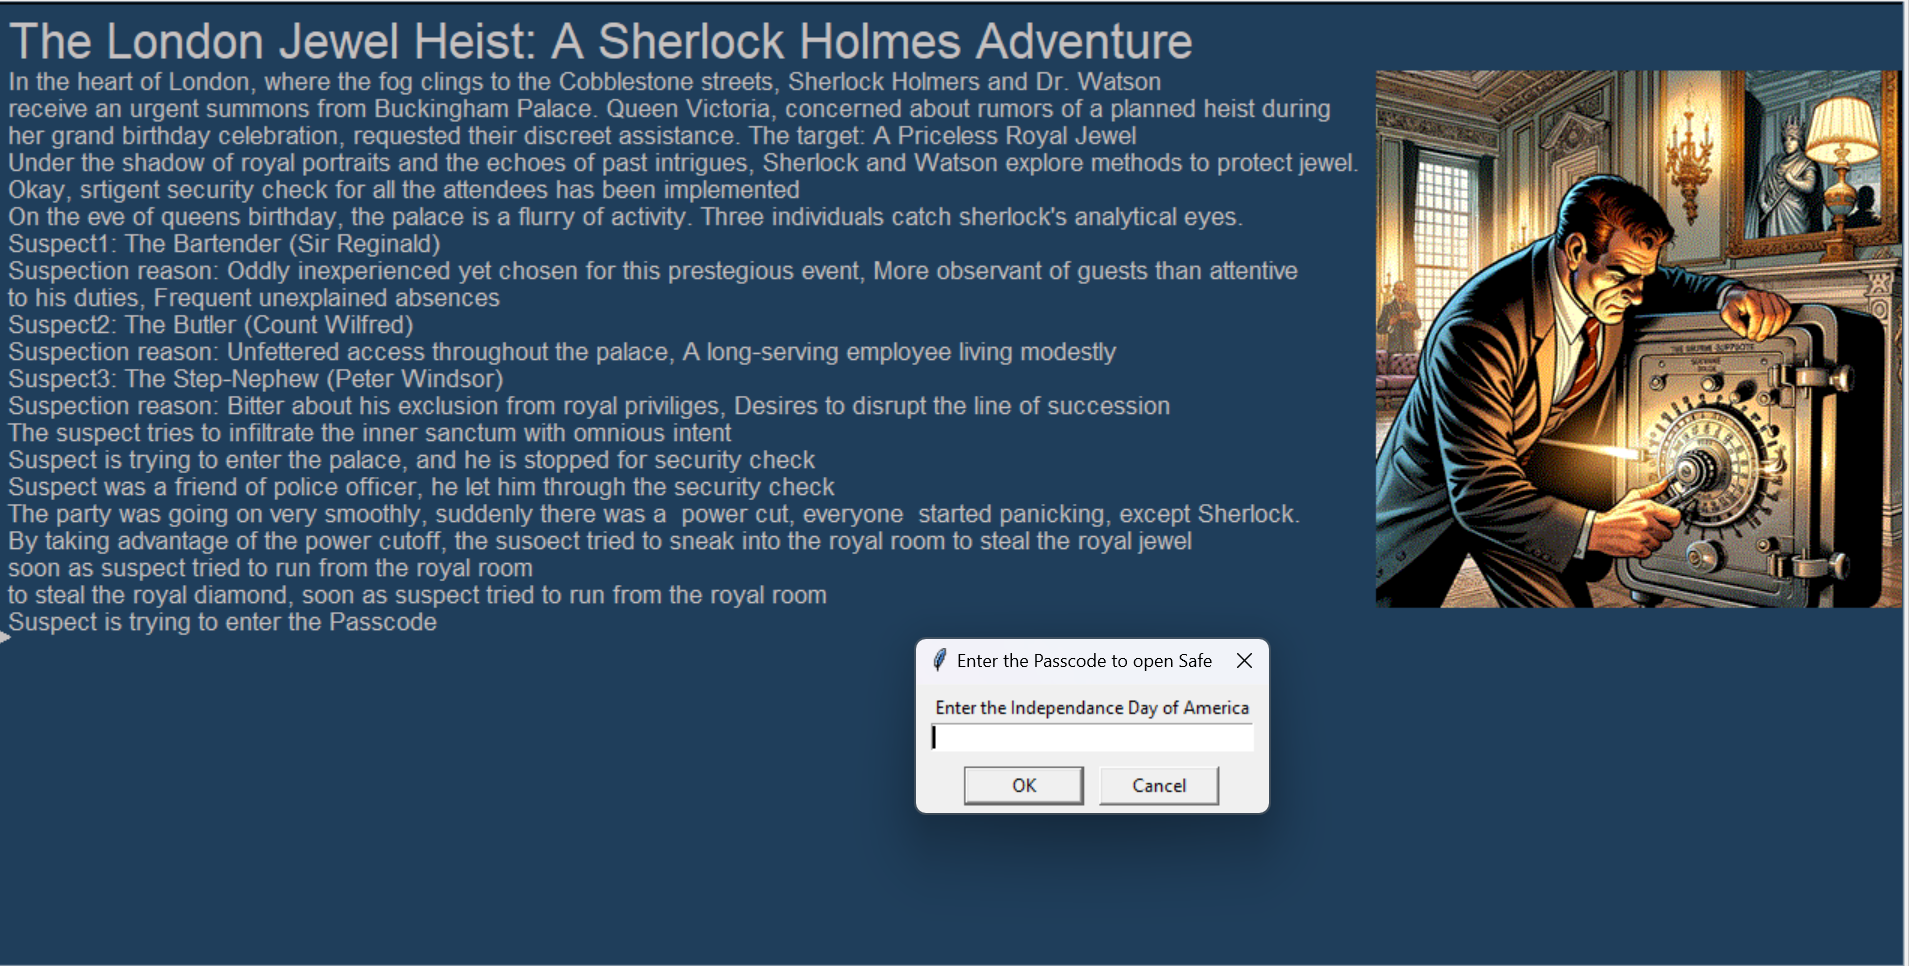 The London Jewel Heist: A Sherlock Holmes Adventure
In the heart of London, where the fog clings to the Cobblestone streets, Sherlock Holmers and Dr. Watson
receive an urgent summons from Buckingham Palace. Queen Victoria, concerned about rumors of a planned heist during
her grand birthday celebration, requested their discreet assistance. The target: A Priceless Royal Jewel
Under the shadow of royal portraits and the echoes of past intrigues, Sherlock and Watson explore methods to protect jewel.
Okay, srtigent security check for all the attendees has been implemented
On the eve of queens birthday, the palace is a flurry of activity. Three individuals catch sherlock's analytical eyes.
Suspect1: The Bartender (Sir Reginald)
Suspection reason: Oddly inexperienced yet chosen for this prestegious event, More observant of guests than attentive
to his duties, Frequent unexplained absences
Suspect2: The Butler (Count Wilfred)
Suspection reason: Unfettered access throughout the palace, A long-serving employee living modestly
Suspect3: The Step-Nephew (Peter Windsor)
Suspection reason: Bitter about his exclusion from royal priviliges, Desires to disrupt the line of succession
The suspect tries to infiltrate the inner sanctum with omnious intent
Suspect is trying to enter the palace, and he is stopped for security check
Suspect was a friend of police officer, he let him through the security check
The party was going on very smoothly, suddenly there was a  power cut, everyone  started panicking, except Sherlock.
By taking advantage of the power cutoff, the susoect tried to sneak into the royal room to steal the royal jewel
soon as suspect tried to run from the royal room
to steal the royal diamond, soon as suspect tried to run from the royal room
Suspect is trying to enter the Passcode
Enter the Passcode to open Safe
Enter the Independance Day of America
OK
Cancel